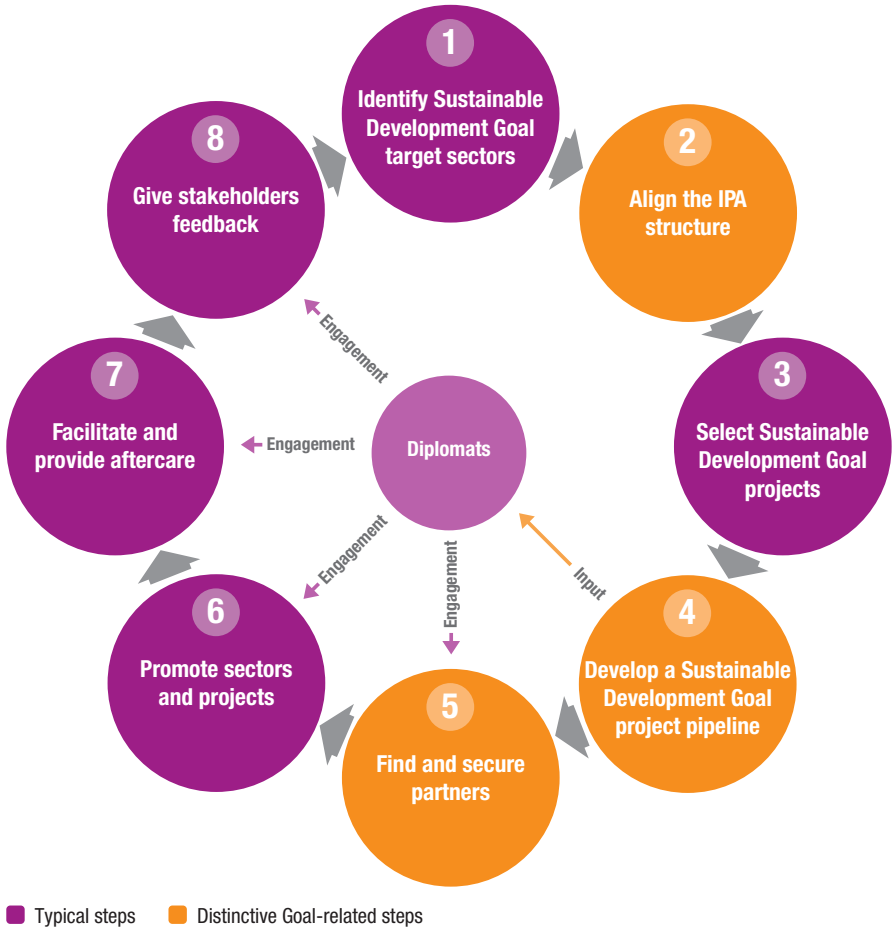 1
Identify Sustainable
Development Goal
target sectors
2
Align the IPA
structure
3
Select Sustainable
Development Goal
projects
4
Develop a Sustainable
Development Goal
project pipeline
5
Find and secure
partners
6
Promote sectors
and projects
7
Facilitate and
provide aftercare
8
Give stakeholders
feedback
Diplomats
Engagement
Engagement
Engagement
Engagement
Input
Typical steps
Distinctive Goal-related steps